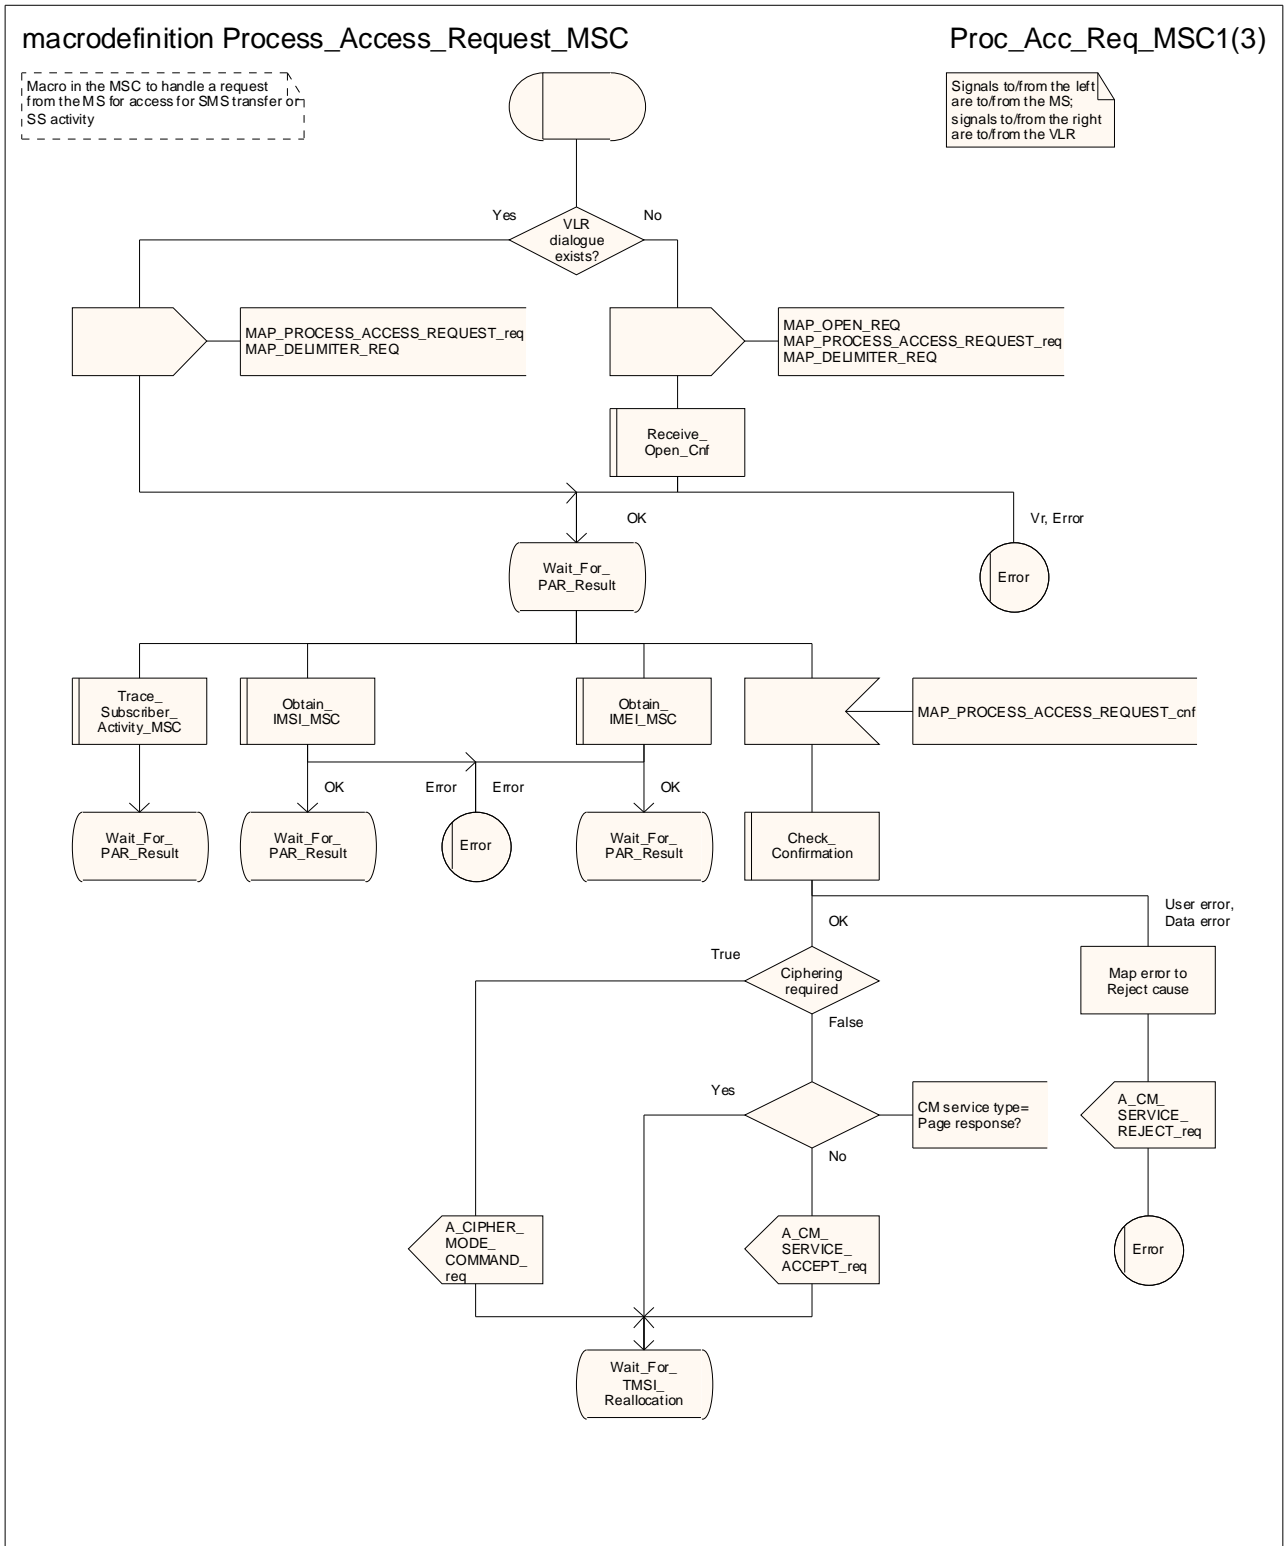 macrodefinition Process_Access_Request_MSC
Proc_Acc_Req_MSC1(3)
Macro in the MSC to handle a request
from the MS for access for SMS transfer or
SS activity
Signals to/from the left
are to/from the MS;
signals to/from the right
are to/from the VLR
Yes
No
VLR
dialogue
exists?
MAP_PROCESS_ACCESS_REQUEST_req
MAP_DELIMITER_REQ
MAP_OPEN_REQ
MAP_PROCESS_ACCESS_REQUEST_req
MAP_DELIMITER_REQ
Receive_
Open_Cnf
OK
Vr, Error
Wait_For_
PAR_Result
Error
Trace_
Subscriber_
Activity_MSC
Obtain_
IMSI_MSC
Obtain_
IMEI_MSC
MAP_PROCESS_ACCESS_REQUEST_cnf
OK
Error
Error
OK
Wait_For_
PAR_Result
Wait_For_
PAR_Result
Error
Wait_For_
PAR_Result
Check_
Confirmation
User error,
Data error
OK
True
Ciphering
required
Map error to
Reject cause
False
Yes
CM service type=
Page response?
A_CM_
SERVICE_
REJECT_req
No
A_CIPHER_
MODE_
COMMAND_
req
A_CM_
SERVICE_
ACCEPT_req
Error
Wait_For_
TMSI_
Reallocation